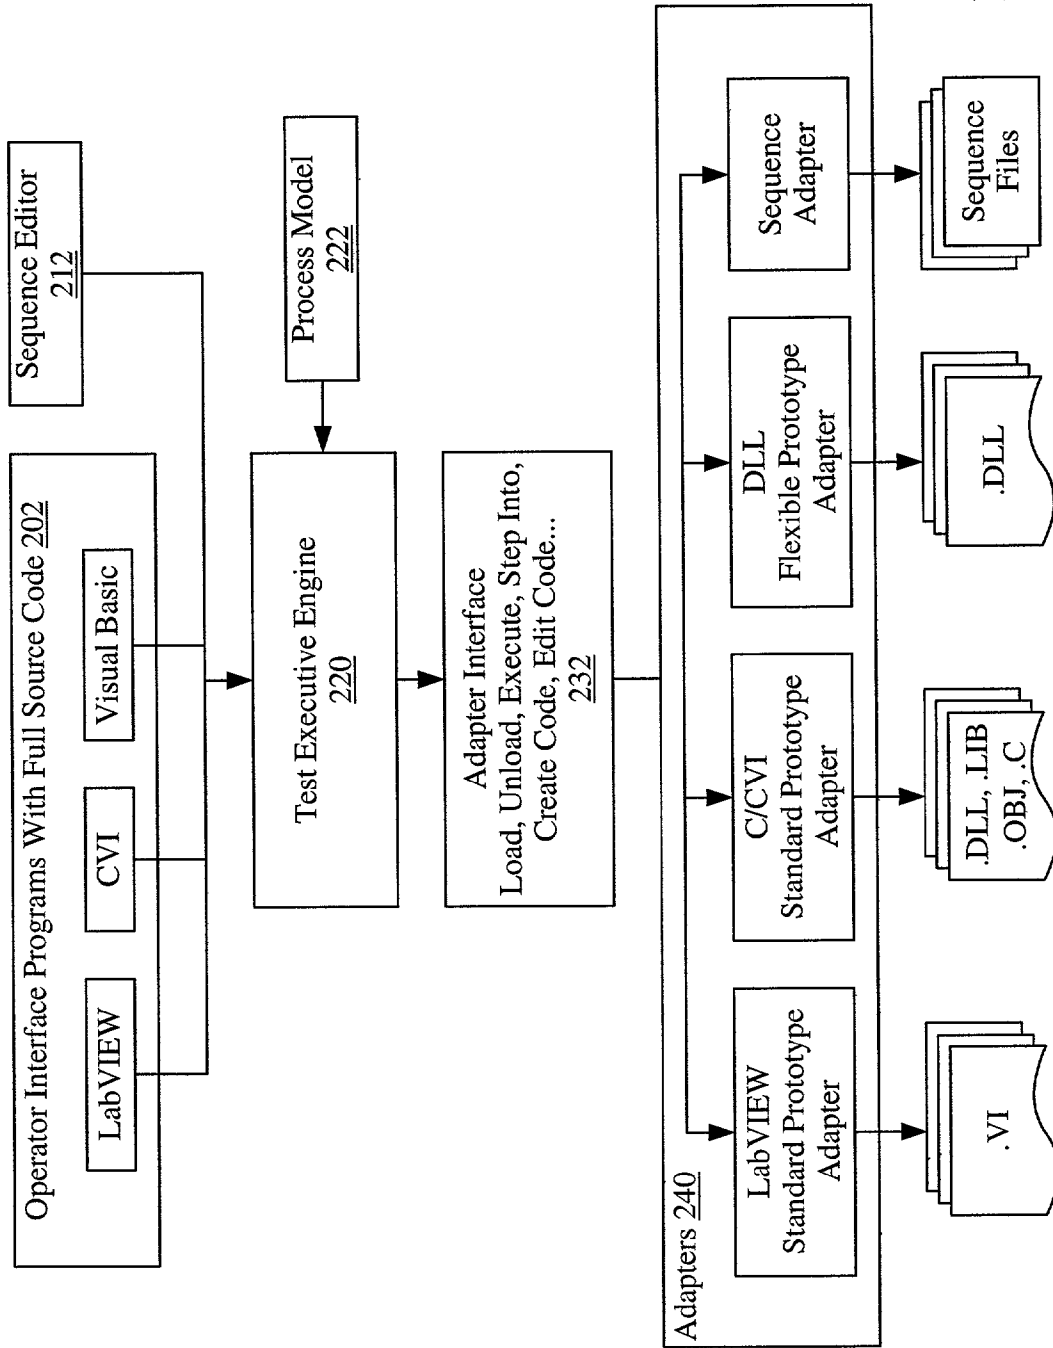 Operator Interface Programs With Full Source Code 202
LabVIEW
CVI
Visual Basic
Sequence Editor
212
Test Executive Engine
220
Process Model
222
Adapter Interface
Load, Unload, Execute, Step Into,
Create Code, Edit Code...
232
Adapters 240
LabVIEW
Standard Prototype
Adapter
C/CVI
Standard Prototype
Adapter
DLL
Flexible Prototype
Adapter
Sequence
Adapter
.VI
.DLL, .LIB
.OBJ, .C
.DLL
Sequence
Files